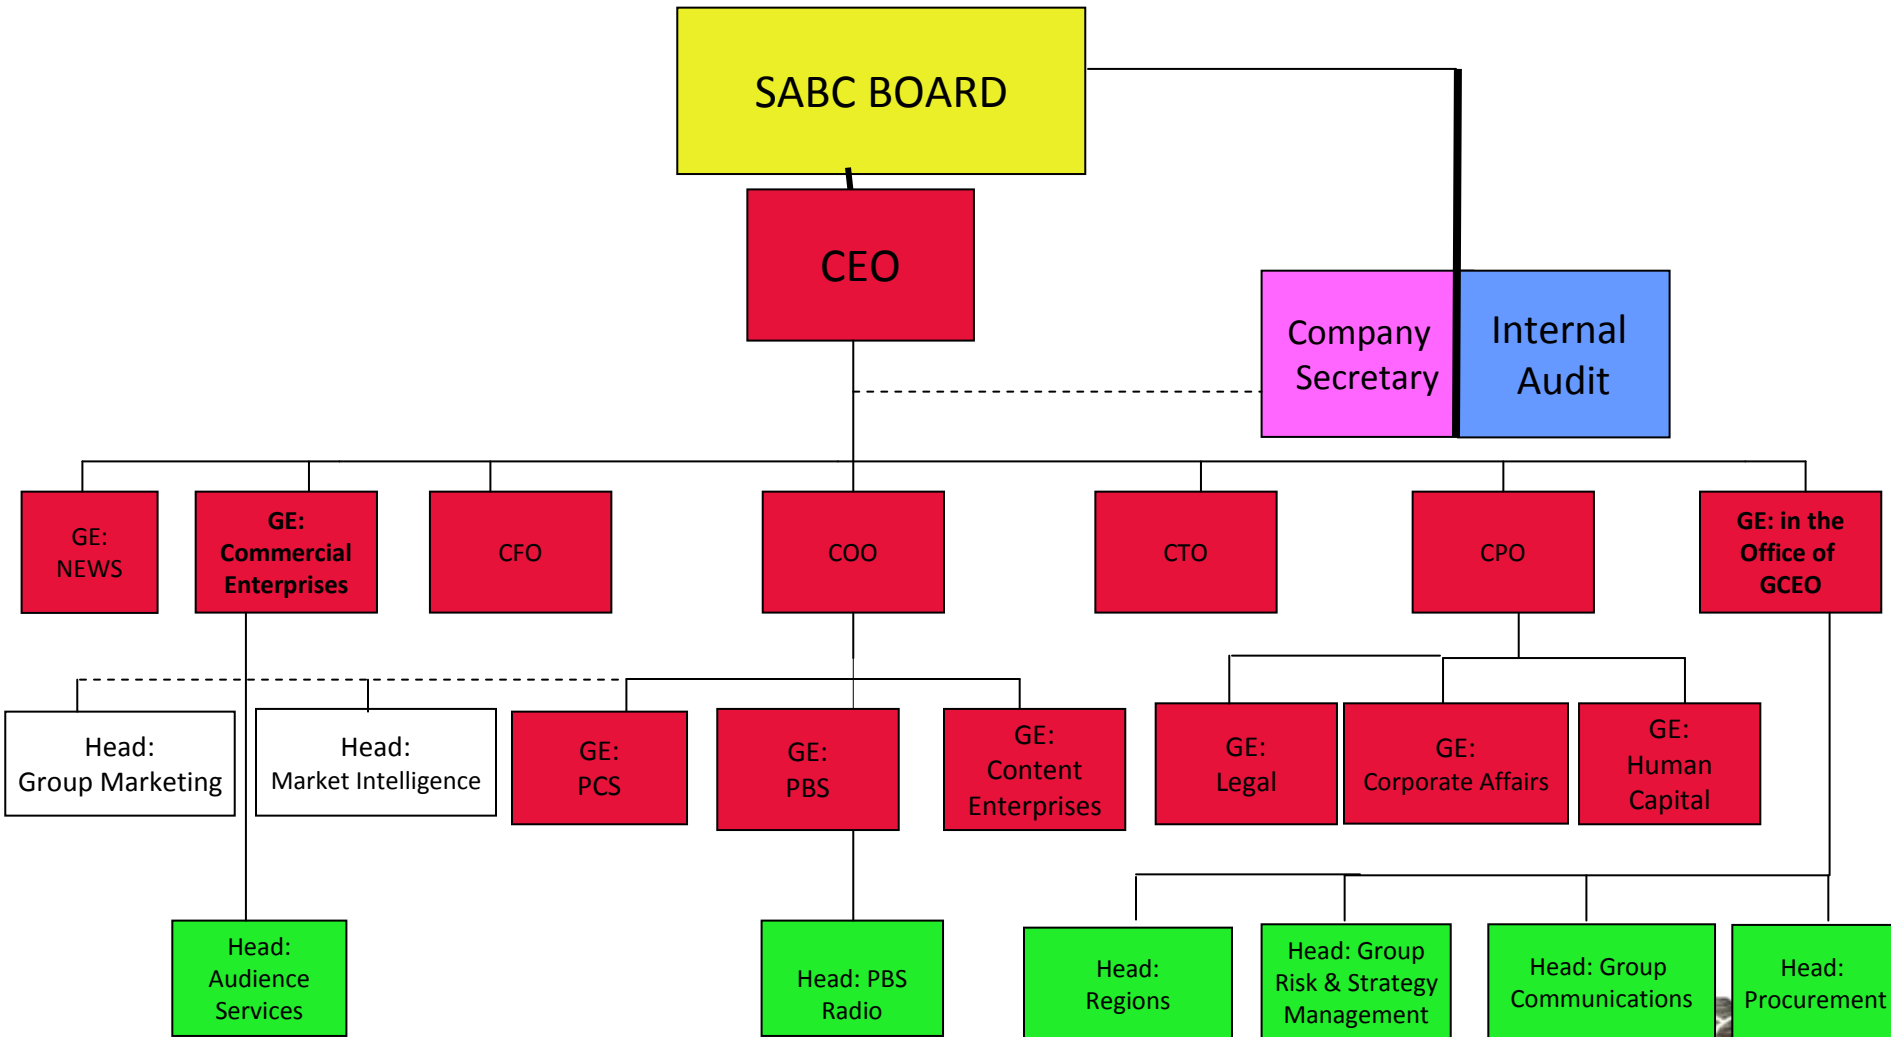 SABC BOARD
CEO
Company
Secretary
Internal
Audit
GE:
NEWS
GE:
Commercial
Enterprises
CFO
COO
CTO
CPO
GE: in the
Office of
GCEO
Head:
Group Marketing
Head:
Market Intelligence
GE:
PCS
GE:
PBS
GE:
Content
Enterprises
GE:
Legal
GE:
Corporate Affairs
GE:
Human
Capital
Head:
Audience
Services
Head: PBS
Radio
Head:
Regions
Head: Group
Risk & Strategy
Management
Head: Group
Communications
Head:
Procurement